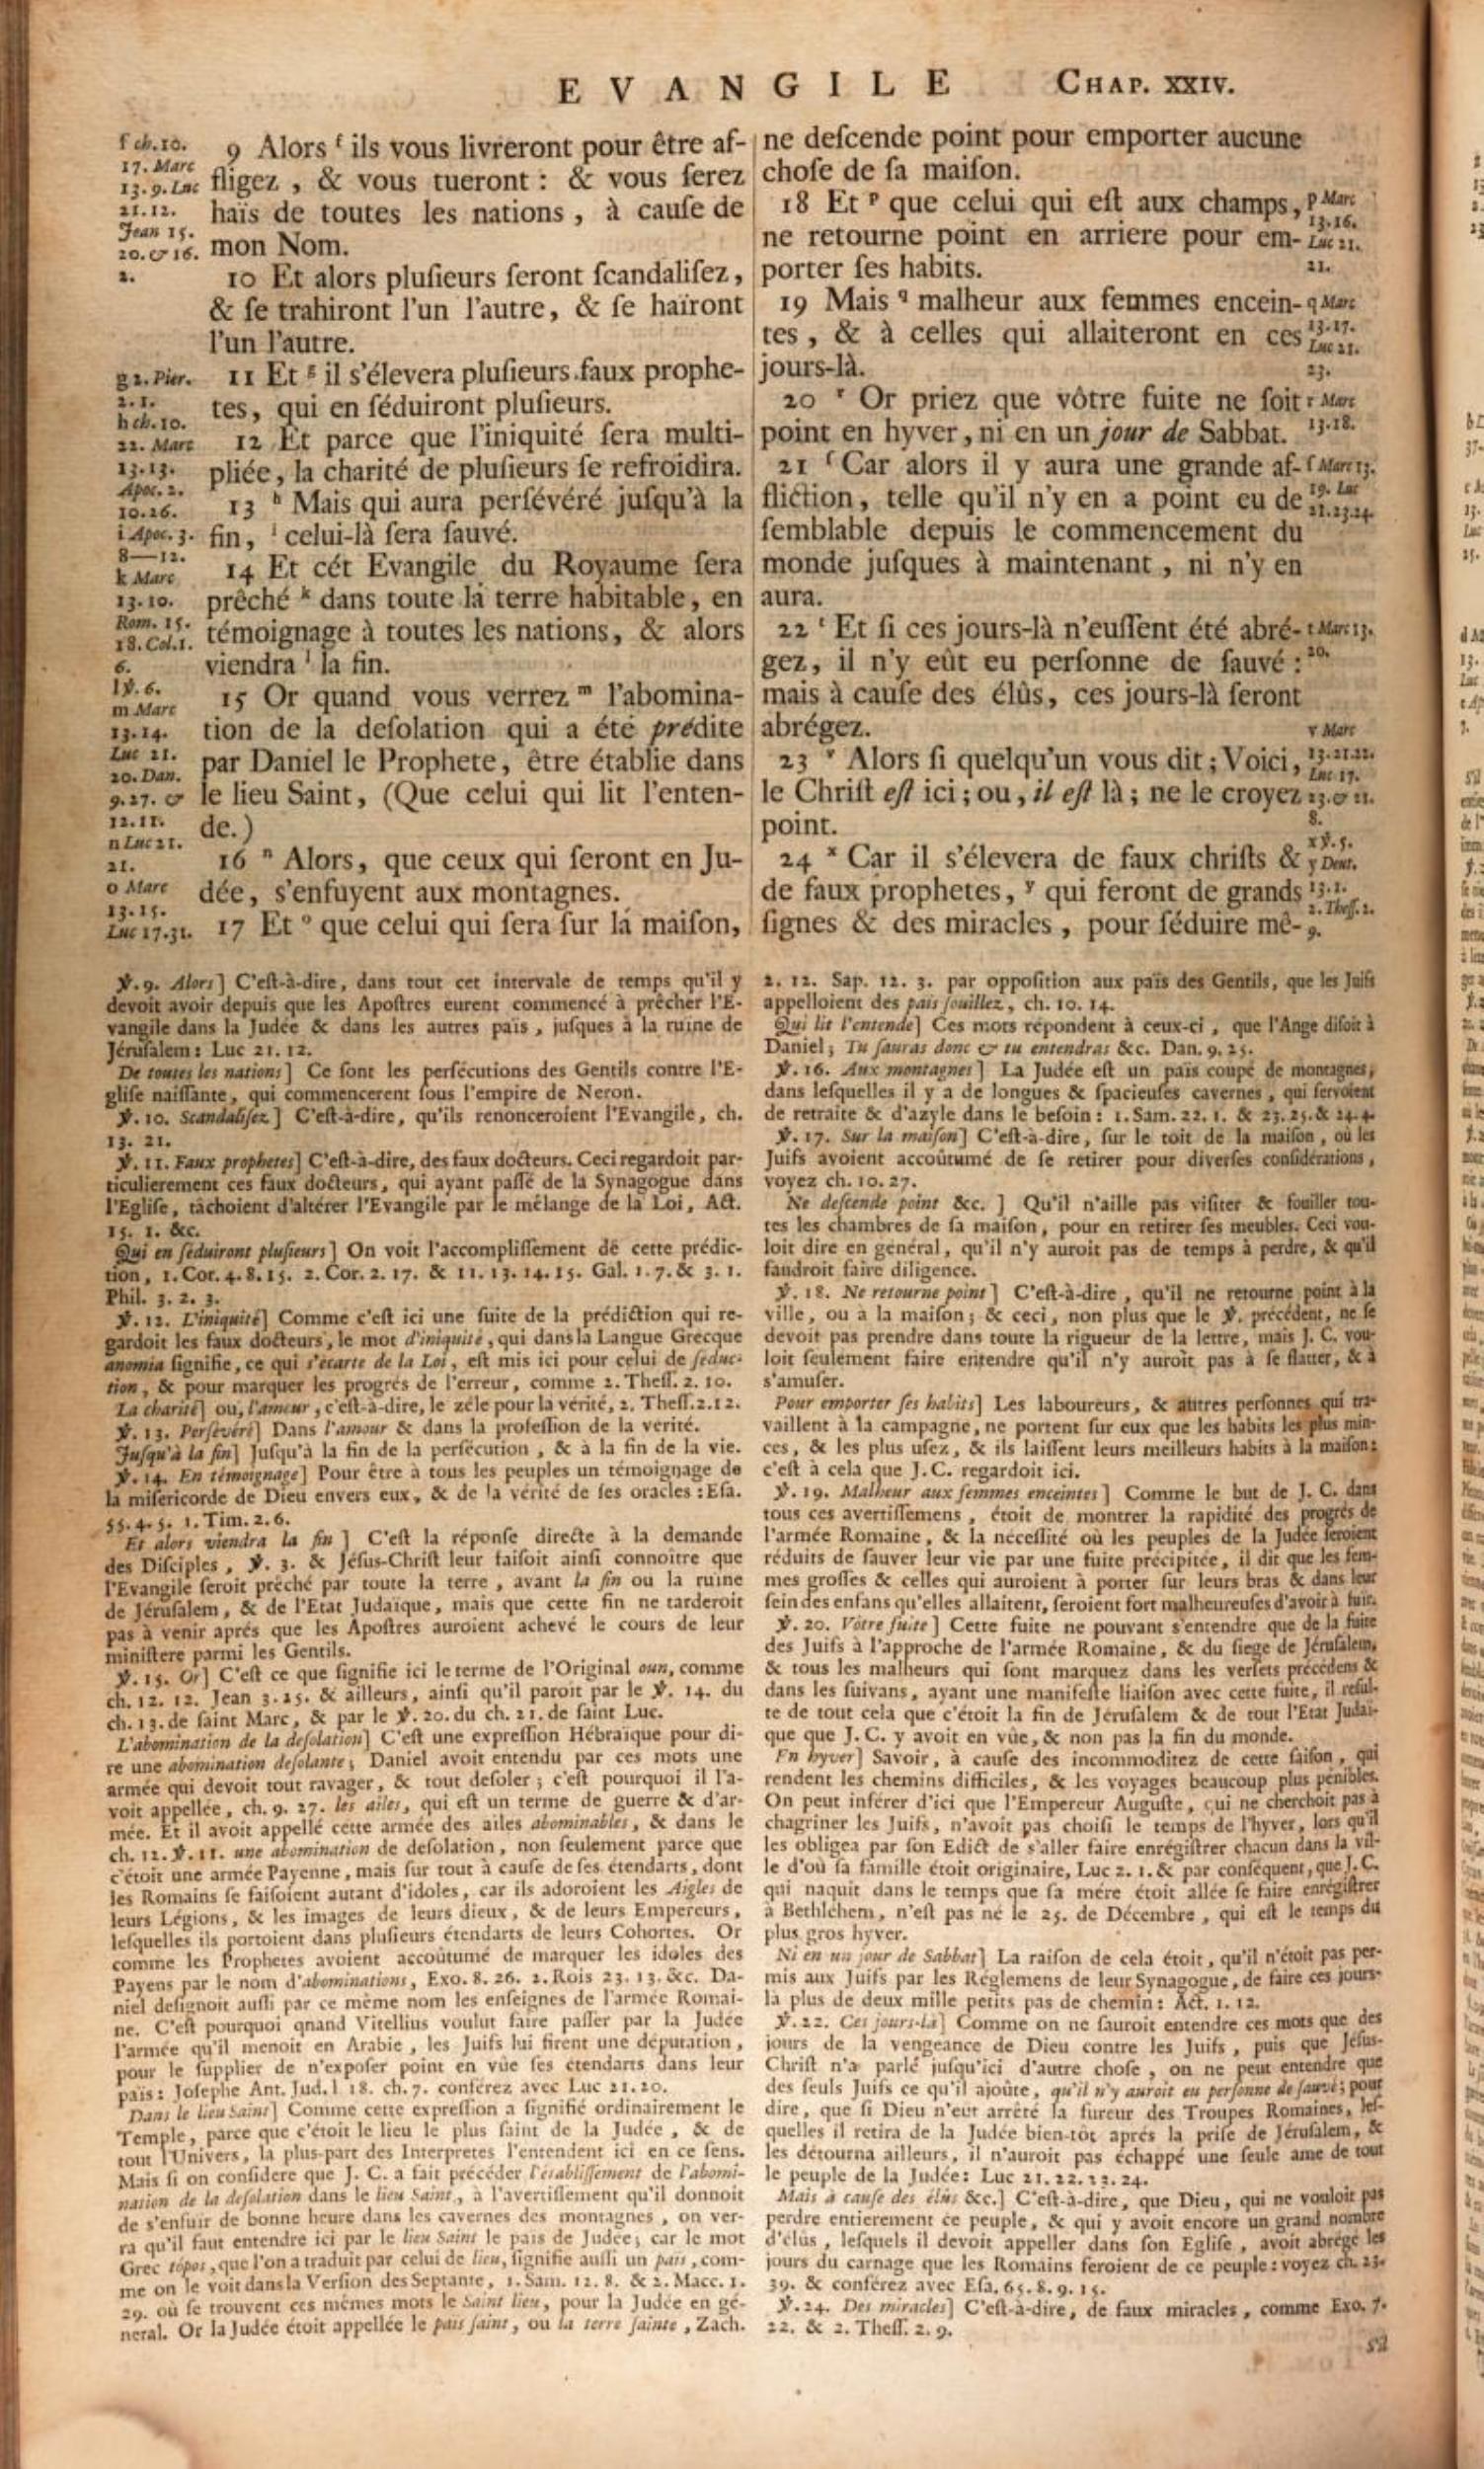 EVANGILE CHAP. XXIV.
f ch. 10.
17. Marc
13. 9. Luc
21. 12.
Jean 15.
20. & 16.
2.
g 2. Pier.
2. 1.
h ch. 10.
22. Marc
13. 13.
Apoc. 2.
10. 26.
i Apoc. 3.
8—12.
k Marc
13. 10.
Rom. 15.
18. Col. 1.
6.
l ℣. 6.
m Marc
13. 14.
Luc 21.
20. Dan.
9. 27. &
12. 11.
n Luc 21.
21.
o Marc
13. 15.
Luc 17. 31.
9 Alors ᶠ ils vous livreront pour être af-
fligez, & vous tueront : & vous ſerez
haïs de toutes les nations, à cauſe de
mon Nom.
10 Et alors pluſieurs ſeront ſcandaliſez,
& ſe trahiront l'un l'autre, & ſe haïront
l'un l'autre.
11 Et ᵍ il s'élevera pluſieurs faux prophe-
tes, qui en ſéduiront pluſieurs.
12 Et parce que l'iniquité ſera multi-
pliée, la charité de pluſieurs ſe refroidira.
13 ʰ Mais qui aura perſévéré juſqu'à la
fin, ⁱ celui-là ſera ſauvé.
14 Et cét Evangile du Royaume ſera
prêché ᵏ dans toute la terre habitable, en
témoignage à toutes les nations, & alors
viendra ˡ la fin.
15 Or quand vous verrez ᵐ l'abomina-
tion de la deſolation qui a été prédite
par Daniel le Prophete, être établie dans
le lieu Saint, (Que celui qui lit l'enten-
de.)
16 ⁿ Alors, que ceux qui ſeront en Ju-
dée, s'enfuyent aux montagnes.
17 Et ᵒ que celui qui ſera ſur la maiſon,
ne deſcende point pour emporter aucune
choſe de ſa maiſon.
18 Et ᵖ que celui qui eſt aux champs,
ne retourne point en arriere pour em-
porter ſes habits.
19 Mais q malheur aux femmes encein-
tes, & à celles qui allaiteront en ces
jours-là.
20 ʳ Or priez que vôtre fuite ne ſoit
point en hyver, ni en un jour de Sabbat.
21 ſ Car alors il y aura une grande af-
fliction, telle qu'il n'y en a point eu de
ſemblable depuis le commencement du
monde juſques à maintenant, ni n'y en
aura.
22 ᵗ Et ſi ces jours-là n'euſſent été abré-
gez, il n'y eût eu perſonne de ſauvé :
mais à cauſe des élûs, ces jours-là ſeront
abrégez.
23 ᵛ Alors ſi quelqu'un vous dit ; Voici,
le Chriſt eſt ici ; ou, il eſt là ; ne le croyez
point.
24 ˣ Car il s'élevera de faux chriſts &
de faux prophetes, ʸ qui feront de grands
ſignes & des miracles, pour ſéduire mê-
p Marc
13. 16.
Luc 21.
21.
q Marc
13. 17.
Luc 21.
23.
r Marc
13. 18.
ſ Marc 13.
19. Luc
21. 23. 24.
t Marc 13.
20.
v Marc
13. 21. 22.
Luc 17.
23. & 21.
8.
x ℣. 5.
y Deut.
13. 1.
2. Theſſ. 2.
9.
℣. 9. Alors] C'eſt-à-dire, dans tout cet intervale de temps qu'il y
devoit avoir depuis que les Apoſtres eurent commencé à prêcher l'E-
vangile dans la Judée & dans les autres païs, juſques à la ruïne de
Jéruſalem : Luc 21. 12.
De toutes les nations] Ce ſont les perſécutions des Gentils contre l'E-
gliſe naiſſante, qui commencerent ſous l'empire de Neron.
℣. 10. Scandaliſez] C'eſt-à-dire, qu'ils renonceroient l'Evangile, ch.
13. 21.
℣. 11. Faux prophetes] C'eſt-à-dire, des faux docteurs. Ceci regardoit par-
ticulierement ces faux docteurs, qui ayant paſſé de la Synagogue dans
l'Egliſe, tâchoient d'altérer l'Evangile par le mêlange de la Loi, Act.
15. 1. &c.
Qui en ſéduiront pluſieurs] On voit l'accompliſſement de cette prédic-
tion, 1. Cor. 4. 8. 15. 2. Cor. 2. 17. & 11. 13. 14. 15. Gal. 1. 7. & 3. 1.
Phil. 3. 2. 3.
℣. 12. L'iniquité] Comme c'eſt ici une ſuite de la prédiction qui re-
gardoit les faux docteurs, le mot d'iniquité, qui dans la Langue Grecque
anomia ſignifie, ce qui s'écarte de la Loi, eſt mis ici pour celui de ſeduc-
tion, & pour marquer les progrés de l'erreur, comme 2. Theſſ. 2. 10.
La charité] ou, l'amour, c'eſt-à-dire, le zéle pour la vérité, 2. Theſſ. 2. 12.
℣. 13. Perſévéré] Dans l'amour & dans la profeſſion de la verité.
Juſqu'à la fin] Juſqu'à la fin de la perſécution, & à la fin de la vie.
℣. 14. En témoignage] Pour être à tous les peuples un témoignage de
la miſericorde de Dieu envers eux, & de la vérité de ſes oracles : Eſa.
55. 4. 5. 1. Tim. 2. 6.
Et alors viendra la fin] C'eſt la réponſe directe à la demande
des Diſciples, ℣. 3. & Jéſus-Chriſt leur faiſoit ainſi connoitre que
l'Evangile ſeroit prêché par toute la terre, avant la fin ou la ruïne
de Jéruſalem, & de l'Etat Judaïque, mais que cette fin ne tarderoit
pas à venir aprés que les Apoſtres auroient achevé le cours de leur
miniſtere parmi les Gentils.
℣. 15. Or] C'eſt ce que ſignifie ici le terme de l'Original oun, comme
ch. 12. 12. Jean 3. 25. & ailleurs, ainſi qu'il paroit par le ℣. 14. du
ch. 13. de ſaint Marc, & par le ℣. 20. du ch. 21. de ſaint Luc.
L'abomination de la deſolation] C'eſt une expreſſion Hébraïque pour di-
re une abomination deſolante ; Daniel avoit entendu par ces mots une
armée qui devoit tout ravager, & tout deſoler ; c'eſt pourquoi il l'a-
voit appellée, ch. 9. 27. les ailes, qui eſt un terme de guerre & d'ar-
mée. Et il avoit appellé cette armée des ailes abominables, & dans le
ch. 12. ℣. 11. une abomination de deſolation, non ſeulement parce que
c'étoit une armée Payenne, mais ſur tout à cauſe de ſes étendarts, dont
les Romains ſe faiſoient autant d'idoles, car ils adoroient les Aigles de
leurs Légions, & les images de leurs dieux, & de leurs Empereurs,
leſquelles ils portoient dans pluſieurs étendarts de leurs Cohortes. Or
comme les Prophetes avoient accoûtumé de marquer les idoles des
Payens par le nom d'abominations, Exo. 8. 26. 2. Rois 23. 13. &c. Da-
niel deſignoit auſſi par ce même nom les enſeignes de l'armée Romai-
ne. C'eſt pourquoi qnand Vitellius voulut faire paſſer par la Judée
l'armée qu'il menoit en Arabie, les Juifs lui firent une députation,
pour le ſupplier de n'expoſer point en vûe ſes étendarts dans leur
païs : Joſephe Ant. Jud. l 18. ch. 7. conférez avec Luc 21. 20.
Dans le lieu Saint] Comme cette expreſſion a ſignifié ordinairement le
Temple, parce que c'étoit le lieu le plus ſaint de la Judée, & de
tout l'Univers, la plus-part des Interpretes l'entendent ici en ce ſens.
Mais ſi on conſidere que J. C. a fait précéder l'établiſſement de l'abomi-
nation de la deſolation dans le lieu Saint, à l'avertiſſement qu'il donnoit
de s'enfuir de bonne heure dans les cavernes des montagnes, on ver-
ra qu'il faut entendre ici par le lieu Saint le païs de Judée ; car le mot
Grec topos, que l'on a traduit par celui de lieu, ſignifie auſſi un païs, com-
me on le voit dans la Verſion des Septante, 1. Sam. 12. 8. & 2. Macc. 1.
29. où ſe trouvent ces mêmes mots le Saint lieu, pour la Judée en gé-
neral. Or la Judée étoit appellée le païs ſaint, ou la terre ſainte, Zach.
2. 12. Sap. 12. 3. par oppoſition aux païs des Gentils, que les Juifs
appelloient des païs ſouillez, ch. 10. 14.
Qui lit l'entende] Ces mots répondent à ceux-ci, que l'Ange diſoit à
Daniel ; Tu ſauras donc & tu entendras &c. Dan. 9. 25.
℣. 16. Aux montagnes] La Judée eſt un païs coupé de montagnes,
dans leſquelles il y a de longues & ſpacieuſes cavernes, qui ſervoient
de retraite & d'azyle dans le beſoin : 1. Sam. 22. 1. & 23. 25. & 24. 4.
℣. 17. Sur la maiſon] C'eſt-à-dire, ſur le toit de la maiſon, où les
Juifs avoient accoûtumé de ſe retirer pour diverſes conſidérations,
voyez ch. 10. 27.
Ne deſcende point &c.] Qu'il n'aille pas viſiter & fouiller tou-
tes les chambres de ſa maiſon, pour en retirer ſes meubles. Ceci vou-
loit dire en général, qu'il n'y auroit pas de temps à perdre, & qu'il
faudroit faire diligence.
℣. 18. Ne retourne point] C'eſt-à-dire, qu'il ne retourne point à la
ville, ou à la maiſon ; & ceci, non plus que le ℣. précédent, ne ſe
devoit pas prendre dans toute la rigueur de la lettre, mais J. C. vou-
loit ſeulement faire entendre qu'il n'y auroit pas à ſe flatter, & à
s'amuſer.
Pour emporter ſes habits] Les laboureurs, & autres perſonnes qui tra-
vaillent à la campagne, ne portent ſur eux que les habits les plus min-
ces, & les plus uſez, & ils laiſſent leurs meilleurs habits à la maiſon :
c'eſt à cela que J. C. regardoit ici.
℣. 19. Malheur aux femmes enceintes] Comme le but de J. C. dans
tous ces avertiſſemens, étoit de montrer la rapidité des progrés de
l'armée Romaine, & la néceſſité où les peuples de la Judée ſeroient
réduits de ſauver leur vie par une fuite précipitée, il dit que les fem-
mes groſſes & celles qui auroient à porter ſur leurs bras & dans leur
ſein des enfans qu'elles allaitent, ſeroient fort malheureuſes d'avoir à fuir.
℣. 20. Vôtre fuite] Cette fuite ne pouvant s'entendre que de la fuite
des Juifs à l'approche de l'armée Romaine, & du ſiege de Jéruſalem,
& tous les malheurs qui ſont marquez dans les verſets précédens &
dans les ſuivans, ayant une manifeſte liaiſon avec cette fuite, il reſul-
te de tout cela que c'étoit la fin de Jéruſalem & de tout l'Etat Judaï-
que que J. C. y avoit en vûe, & non pas la fin du monde.
En hyver] Savoir, à cauſe des incommoditez de cette ſaiſon, qui
rendent les chemins difficiles, & les voyages beaucoup plus pénibles.
On peut inférer d'ici que l'Empereur Auguſte, qui ne cherchoit pas à
chagriner les Juifs, n'avoit pas choiſi le temps de l'hyver, lors qu'il
les obligea par ſon Edict de s'aller faire enrégiſtrer chacun dans la vil-
le d'où ſa famille étoit originaire, Luc 2. 1. & par conſéquent, que J. C.
qui naquit dans le temps que ſa mére étoit allée ſe faire enrégiſtrer
à Bethléhem, n'eſt pas né le 25. de Décembre, qui eſt le temps du
plus gros hyver.
Ni en un jour de Sabbat] La raiſon de cela étoit, qu'il n'étoit pas per-
mis aux Juifs par les Réglemens de leur Synagogue, de faire ces jours-
là plus de deux mille petits pas de chemin : Act. 1. 12.
℣. 22. Ces jours-là] Comme on ne ſauroit entendre ces mots que des
jours de la vengeance de Dieu contre les Juifs, puis que Jéſus-
Chriſt n'a parlé juſqu'ici d'autre choſe, on ne peut entendre que
des ſeuls Juifs ce qu'il ajoûte, qu'il n'y auroit eu perſonne de ſauvé ; pour
dire, que ſi Dieu n'eut arrêté la fureur des Troupes Romaines, leſ-
quelles il retira de la Judée bien-tôt aprés la priſe de Jéruſalem, &
les détourna ailleurs, il n'auroit pas échappé une ſeule ame de tout
le peuple de la Judée : Luc 21. 22. 23. 24.
Mais à cauſe des élûs &c.] C'eſt-à-dire, que Dieu, qui ne vouloit pas
perdre entierement ce peuple, & qui y avoit encore un grand nombre
d'élûs, leſquels il devoit appeller dans ſon Egliſe, avoit abrégé les
jours du carnage que les Romains feroient de ce peuple : voyez ch. 23.
39. & conférez avec Eſa. 65. 8. 9. 15.
℣. 24. Des miracles] C'eſt-à-dire, de faux miracles, comme Exo. 7.
22. & 2. Theſſ. 2. 9.
s'il